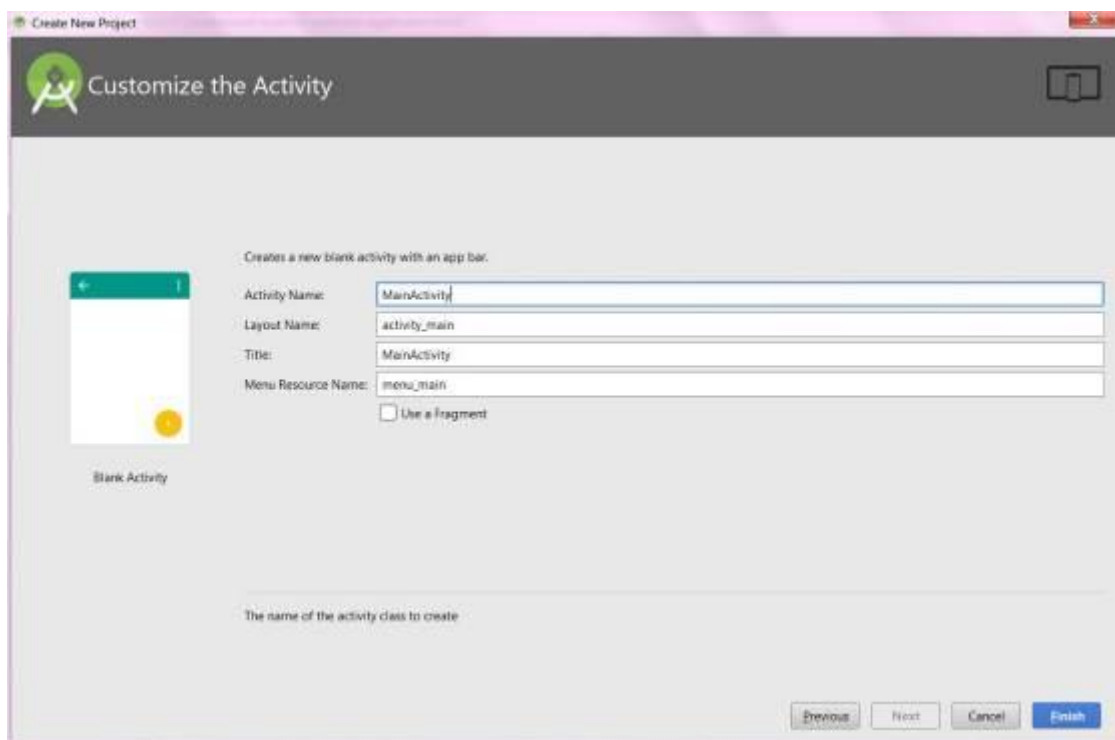 Create New Project
Customize the Activity
Creates a new blank activity with an app bar.
Activity Name: MainActivity
Layout Name: activity_main
Title: MainActivity
Menu Resource Name: menu_main
Use a Fragment
Blank Activity
The name of the activity class to create
Previous Next Cancel Finish